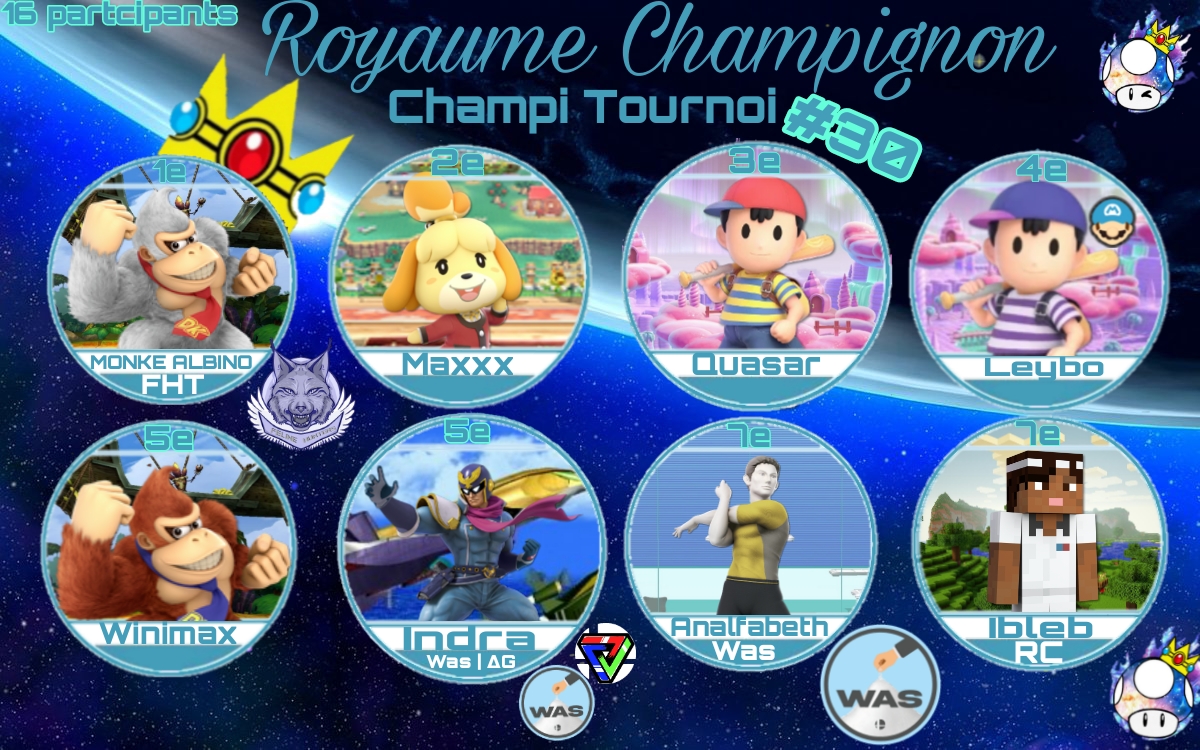 16 partcipants
Royaume Champignon
Champi Tournoi #30
1e
2e
3e
4e
MONKE ALBINO
FHT
Maxxx
Quasar
Leybo
5e
5e
7e
7e
Winimax
Indra
Was | ΔG
Analfabeth
Was
Ibleb
RC
WAS
WAS
DK